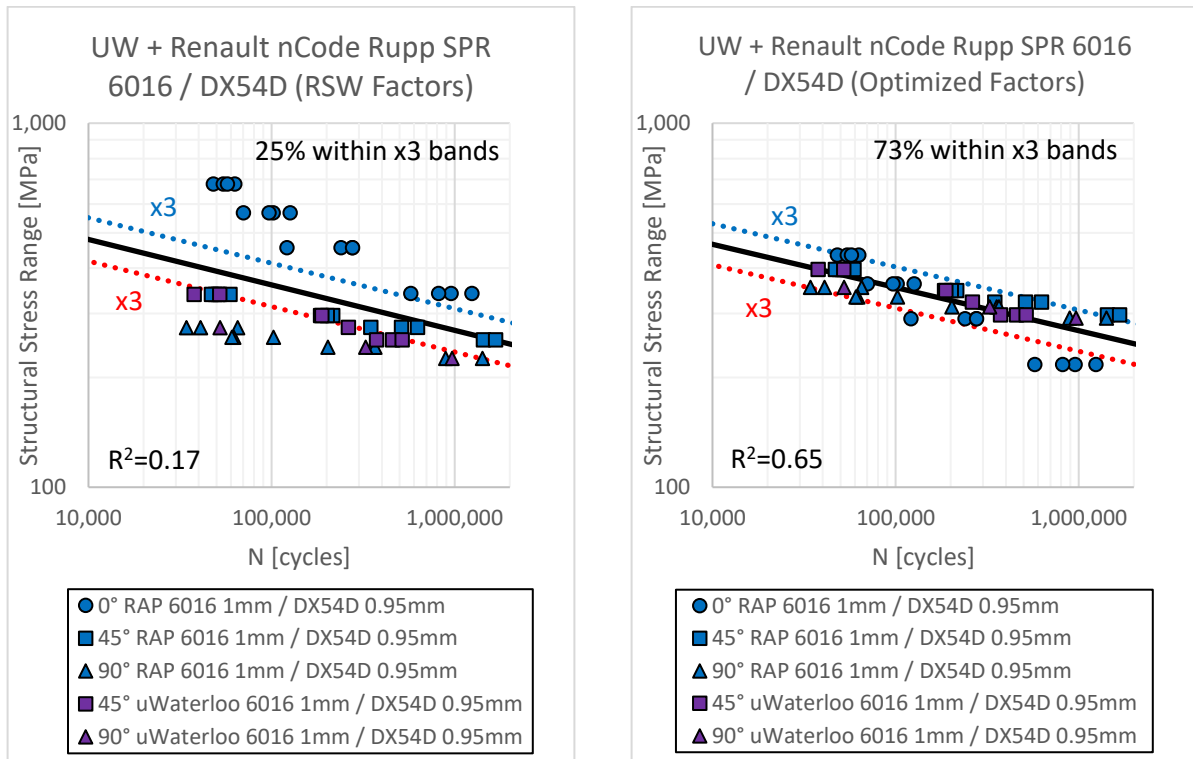 UW + Renault nCode Rupp SPR
6016 / DX54D (RSW Factors)
Structural Stress Range [MPa]
1,000
100
25% within x3 bands
x3
x3
R²=0.17
10,000
100,000
1,000,000
N [cycles]
0° RAP 6016 1mm / DX54D 0.95mm
45° RAP 6016 1mm / DX54D 0.95mm
90° RAP 6016 1mm / DX54D 0.95mm
45° uWaterloo 6016 1mm / DX54D 0.95mm
90° uWaterloo 6016 1mm / DX54D 0.95mm
UW + Renault nCode Rupp SPR 6016
/ DX54D (Optimized Factors)
Structural Stress Range [MPa]
1,000
100
73% within x3 bands
x3
x3
R²=0.65
10,000
100,000
1,000,000
N [cycles]
0° RAP 6016 1mm / DX54D 0.95mm
45° RAP 6016 1mm / DX54D 0.95mm
90° RAP 6016 1mm / DX54D 0.95mm
45° uWaterloo 6016 1mm / DX54D 0.95mm
90° uWaterloo 6016 1mm / DX54D 0.95mm